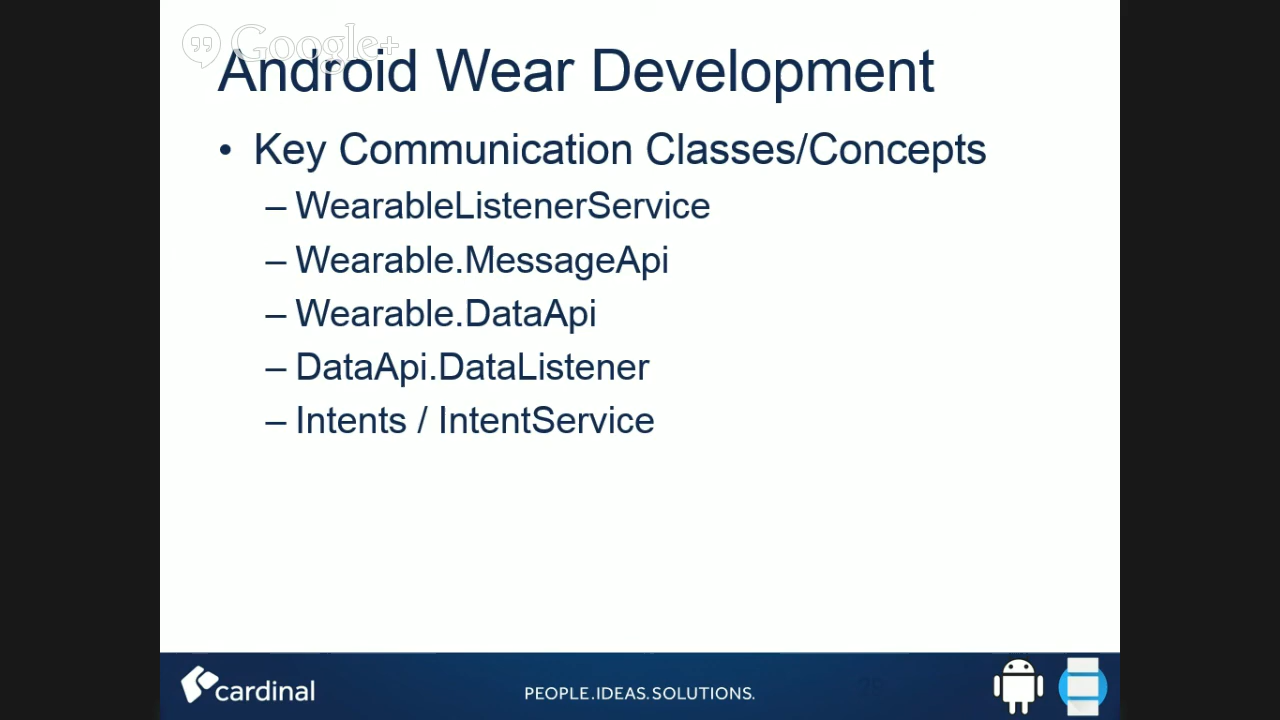 Google+
Android Wear Development
• Key Communication Classes/Concepts
– WearableListenerService
– Wearable.MessageApi
– Wearable.DataApi
– DataApi.DataListener
– Intents / IntentService
cardinal
PEOPLE.IDEAS.SOLUTIONS.